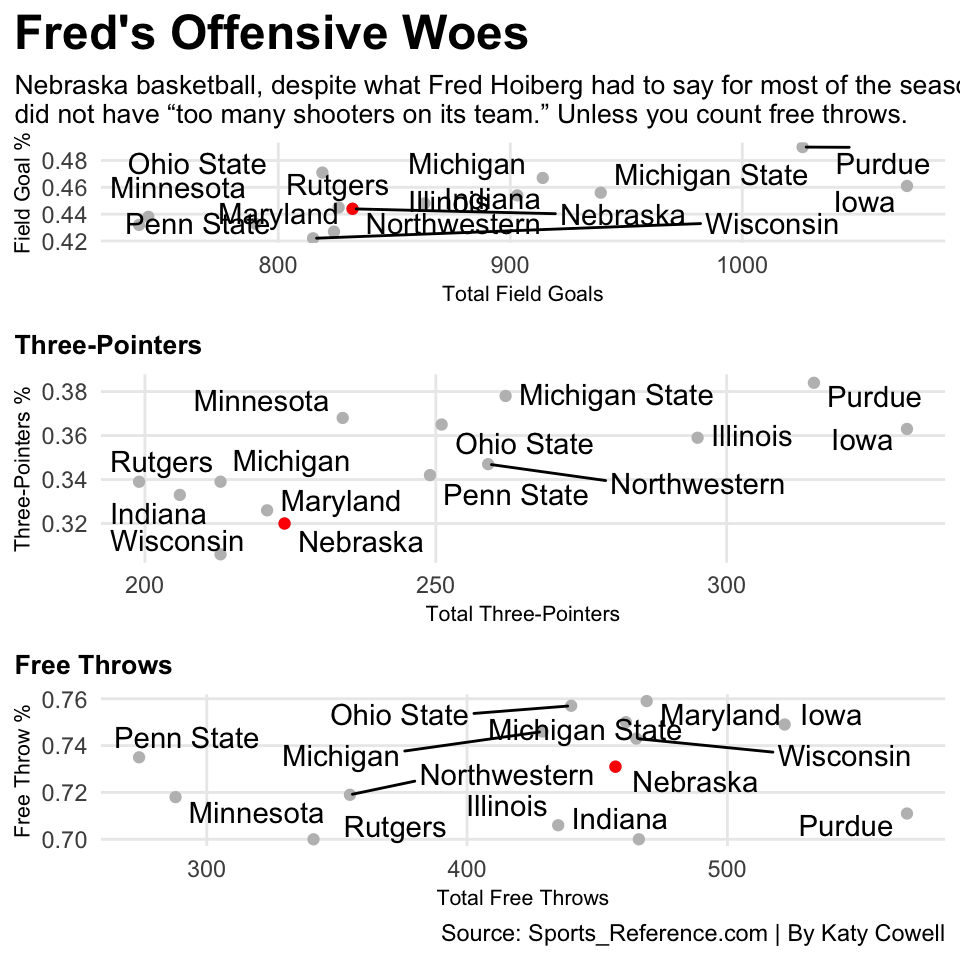 Fred's Offensive Woes
Nebraska basketball, despite what Fred Hoiberg had to say for most of the seaso
did not have “too many shooters on its team.” Unless you count free throws.
Field Goal %
0.48
0.46
0.44
0.42
Ohio State
Michigan
Purdue
Michigan State
Minnesota
Rutgers
Illinois
Indiana
Iowa
Maryland
Nebraska
Penn State
Northwestern
Wisconsin
800
900
1000
Total Field Goals
Three-Pointers
Three-Pointers %
0.38
0.36
0.34
0.32
Minnesota
Michigan State
Purdue
Ohio State
Illinois
Iowa
Rutgers
Michigan
Northwestern
Penn State
Maryland
Indiana
Wisconsin
Nebraska
200
250
300
Total Three-Pointers
Free Throws
Free Throw %
0.76
0.74
0.72
0.70
Ohio State
Maryland
Iowa
Michigan State
Penn State
Michigan
Wisconsin
Northwestern
Nebraska
Minnesota
Illinois
Rutgers
Indiana
Purdue
300
400
500
Total Free Throws
Source: Sports_Reference.com | By Katy Cowell